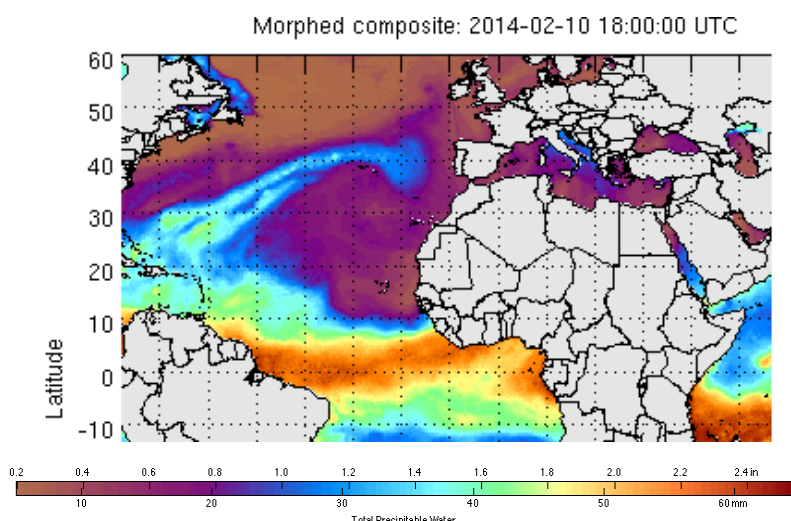 Morphed composite: 2014-02-10 18:00:00 UTC
60
50
40
30
20
10
0
-10
Latitude
0.2 0.4 0.6 0.8 1.0 1.2 1.4 1.6 1.8 2.0 2.2 2.4 in
10 20 30 40 50 60 mm
Total Precipitable Water